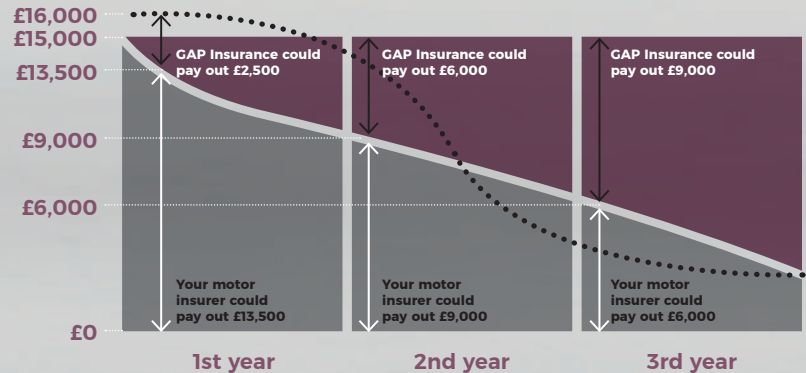 £16,000
£15,000
£13,500
£9,000
£6,000
£0
GAP Insurance could
pay out £2,500
GAP Insurance could
pay out £6,000
GAP Insurance could
pay out £9,000
Your motor
insurer could
pay out £13,500
Your motor
insurer could
pay out £9,000
Your motor
insurer could
pay out £6,000
1st year
2nd year
3rd year